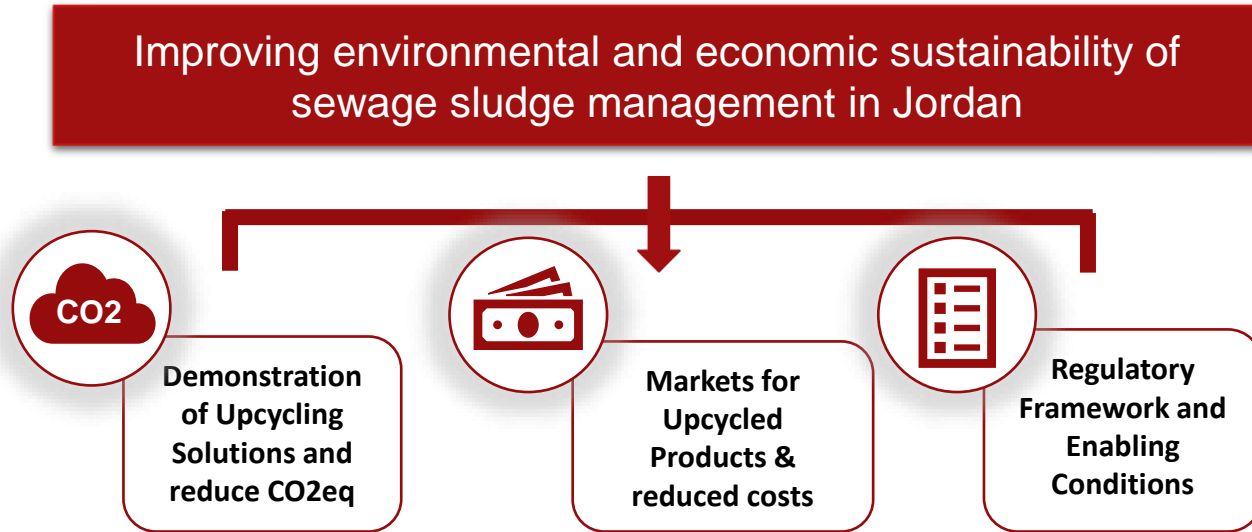 Improving environmental and economic sustainability of
sewage sludge management in Jordan
CO2
Demonstration
of Upcycling
Solutions and
reduce CO2eq
Markets for
Upcycled
Products &
reduced costs
Regulatory
Framework and
Enabling
Conditions